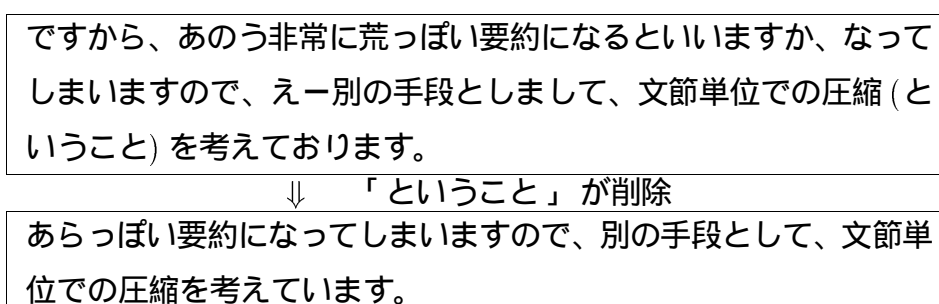 ですから、あのう非常に荒っぽい要約になるといいますか、なって
しまいますので、えー別の手段としまして、文節単位での圧縮(と
いうこと)を考えております。
⇓ 「ということ」が削除
あらっぽい要約になってしまいますので、別の手段として、文節単
位での圧縮を考えています。